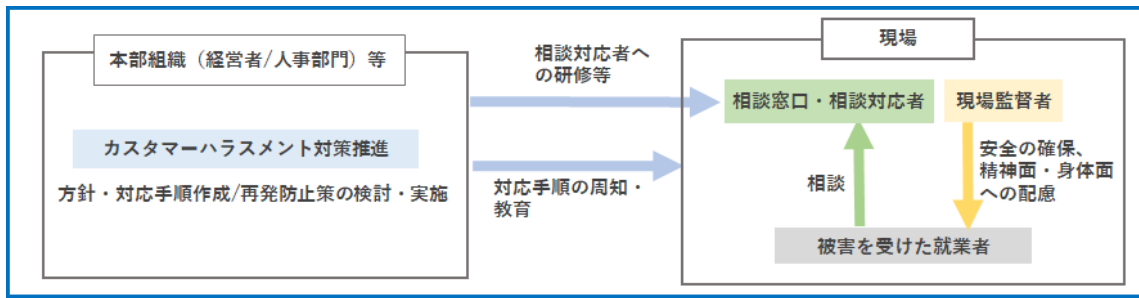 本部組織（経営者/人事部門）等
カスタマーハラスメント対策推進
方針・対応手順作成/再発防止策の検討・実施
相談対応者へ
の研修等
対応手順の周知・
教育
現場
相談窓口・相談対応者
現場監督者
相談
安全の確保、
精神面・身体面
への配慮
被害を受けた就業者